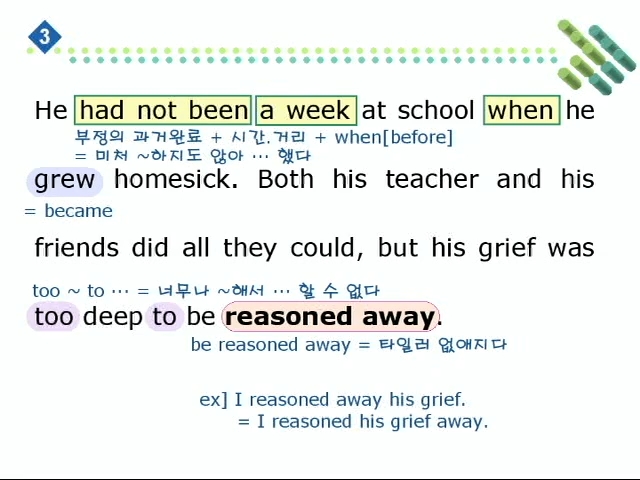 3
He had not been a week at school when he
부정의 과거완료 + 시간.거리 + when[before]
= 미처 ~하지도 않아 … 했다
grew homesick. Both his teacher and his
= became
friends did all they could, but his grief was
too ~ to … = 너무나 ~해서 … 할 수 없다
too deep to be reasoned away.
be reasoned away = 타일러 없애지다
ex] I reasoned away his grief.
= I reasoned his grief away.